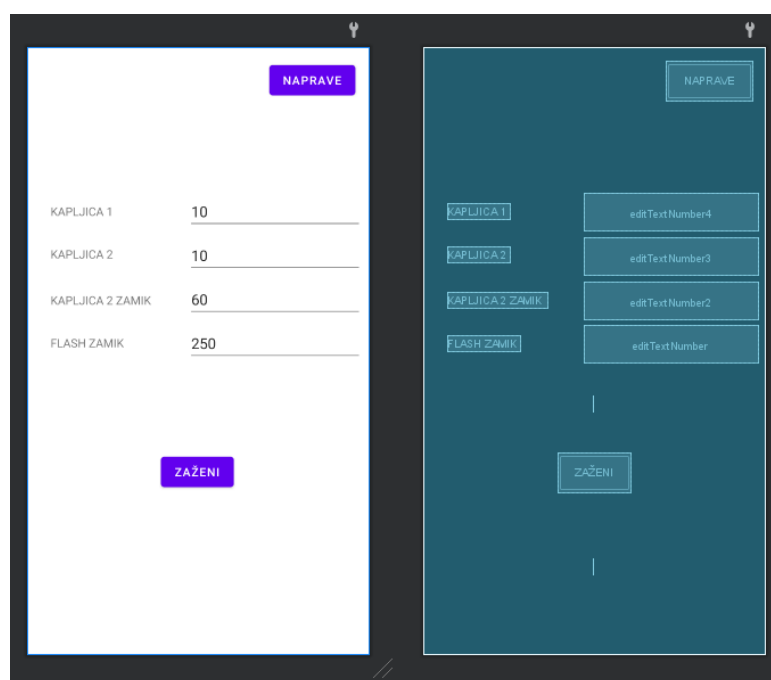 NAPRAVE
KAPLJICA 1 10
KAPLJICA 2 10
KAPLJICA 2 ZAMIK 60
FLASH ZAMIK 250
ZAŽENI
NAPRAVE
KAPLJICA 1 editTextNumber4
KAPLJICA 2 editTextNumber3
KAPLJICA 2 ZAMIK editTextNumber2
FLASH ZAMIK editTextNumber
ZAŽENI